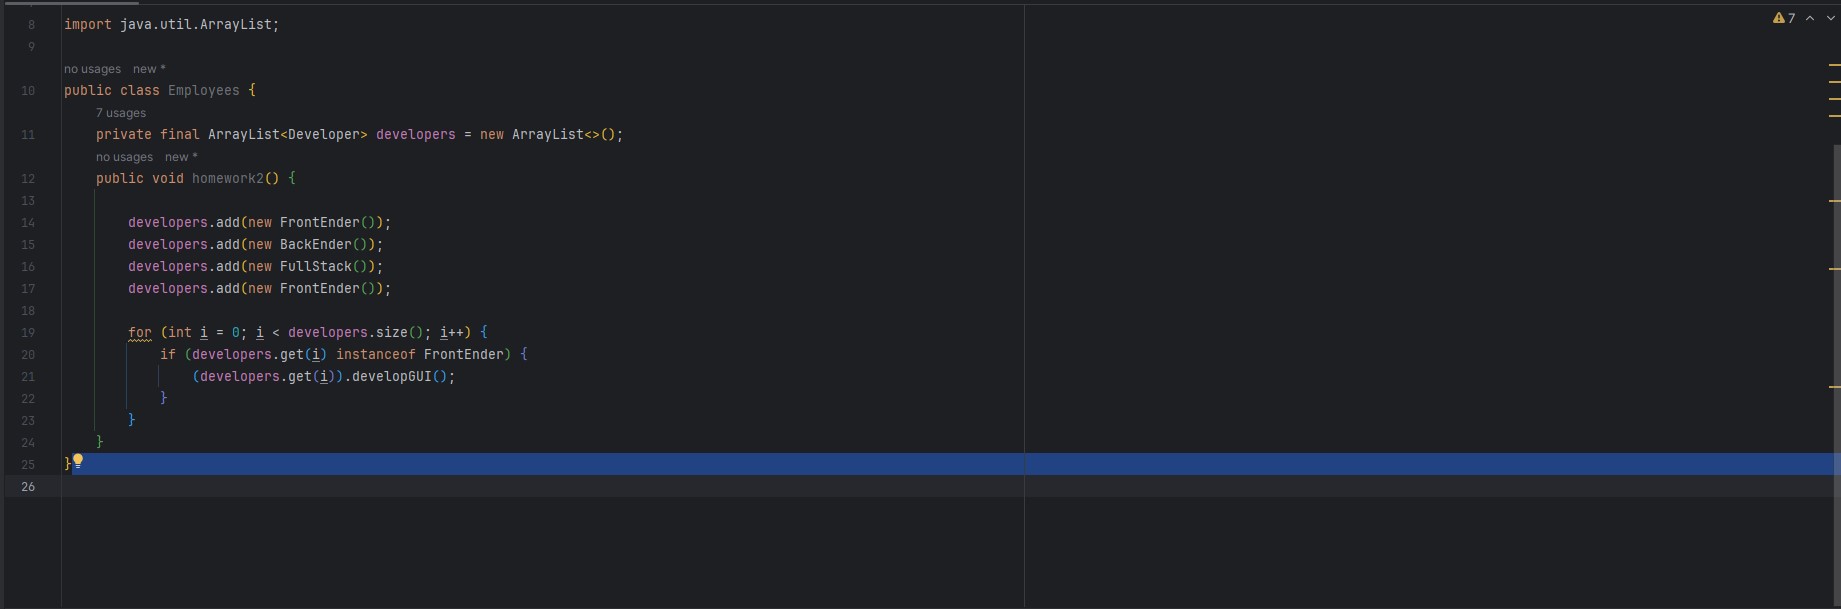 8 import java.util.ArrayList;
9
no usages new *
10 public class Employees {
7 usages
11 private final ArrayList<Developer> developers = new ArrayList<>();
no usages new *
12 public void homework2() {
13
14 developers.add(new FrontEnder());
15 developers.add(new BackEnder());
16 developers.add(new FullStack());
17 developers.add(new FrontEnder());
18
19 for (int i = 0; i < developers.size(); i++) {
20 if (developers.get(i) instanceof FrontEnder) {
21 (developers.get(i)).developGUI();
22 }
23 }
24 }
25 }
26
7